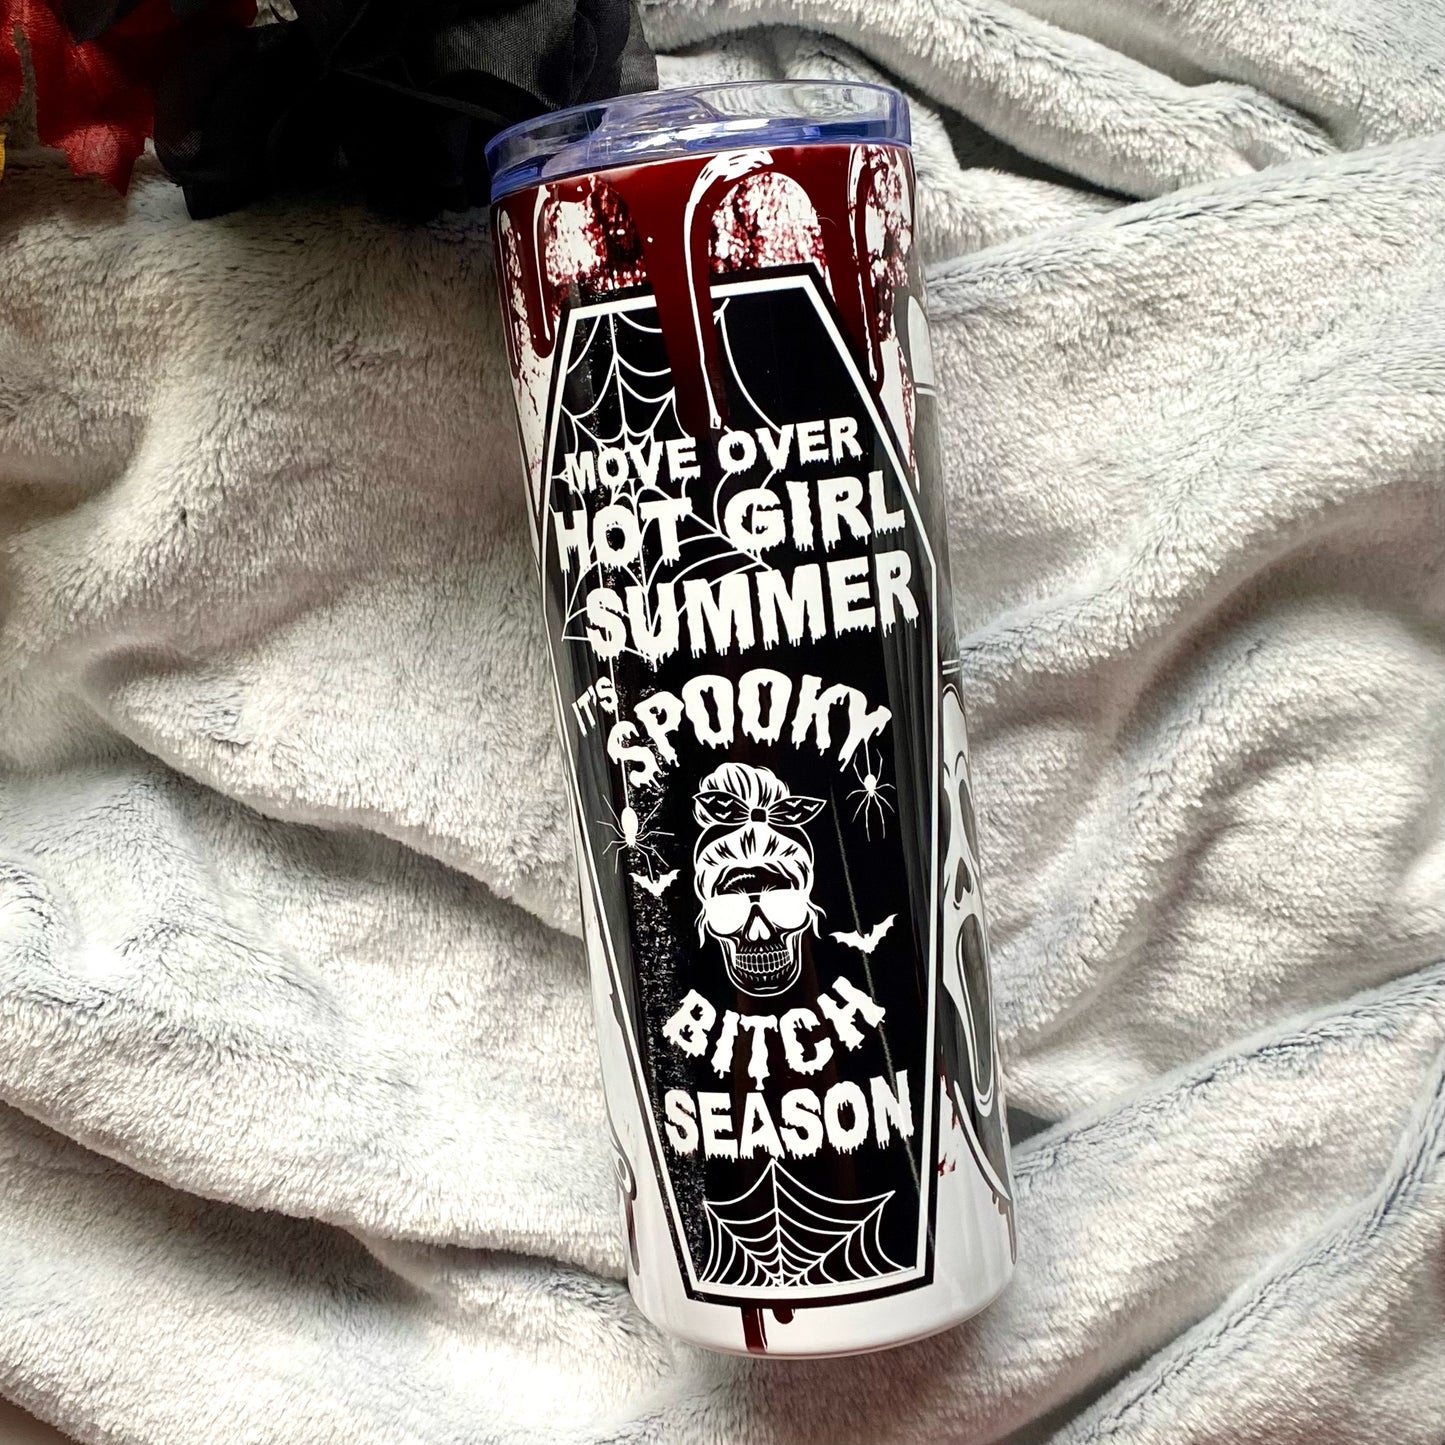 MOVE OVER
HOT GIRL
SUMMER
IT'S
SPOOKY
BITCH
SEASON